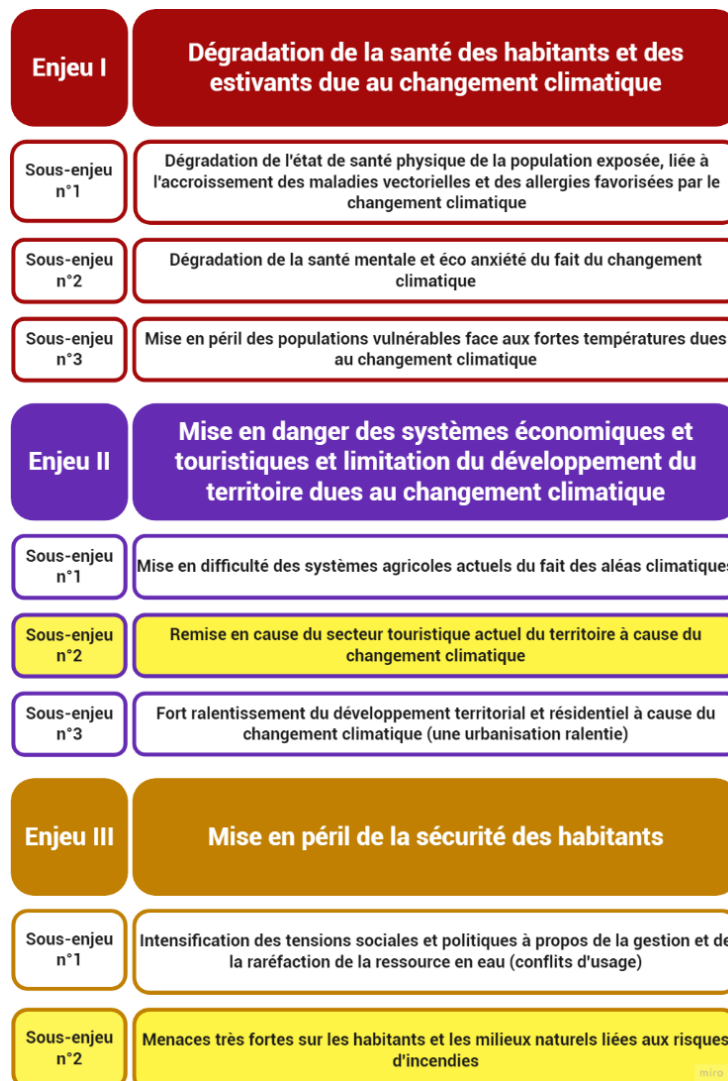 Enjeu I
Dégradation de la santé des habitants et des
estivants due au changement climatique
Sous-enjeu
n°1
Dégradation de l'état de santé physique de la population exposée, liée à
l'accroissement des maladies vectorielles et des allergies favorisées par le
changement climatique
Sous-enjeu
n°2
Dégradation de la santé mentale et éco anxiété du fait du changement
climatique
Sous-enjeu
n°3
Mise en péril des populations vulnérables face aux fortes températures dues
au changement climatique
Enjeu II
Mise en danger des systèmes économiques et
touristiques et limitation du développement du
territoire dues au changement climatique
Sous-enjeu
n°1
Mise en difficulté des systèmes agricoles actuels du fait des aléas climatiques
Sous-enjeu
n°2
Remise en cause du secteur touristique actuel du territoire à cause du
changement climatique
Sous-enjeu
n°3
Fort ralentissement du développement territorial et résidentiel à cause du
changement climatique (une urbanisation ralentie)
Enjeu III
Mise en péril de la sécurité des habitants
Sous-enjeu
n°1
Intensification des tensions sociales et politiques à propos de la gestion et de
la raréfaction de la ressource en eau (conflits d'usage)
Sous-enjeu
n°2
Menaces très fortes sur les habitants et les milieux naturels liées aux risques
d'incendies
miro